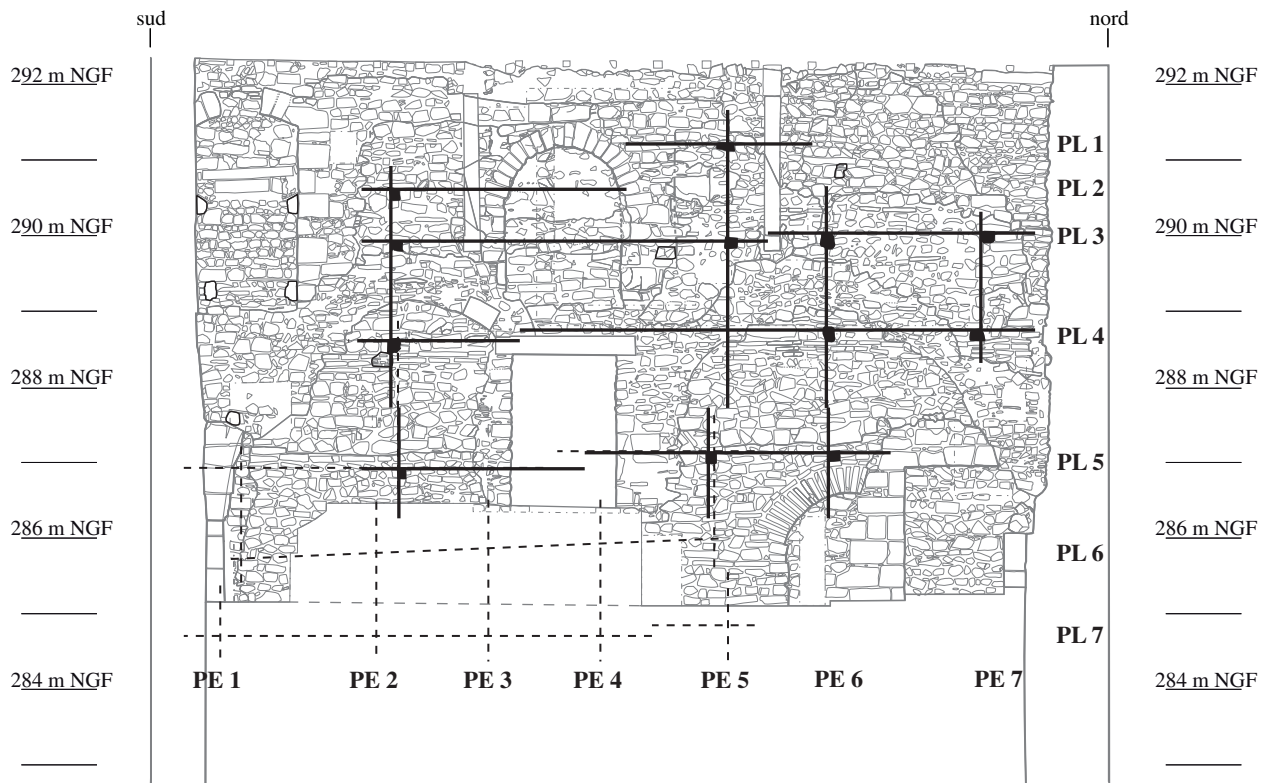 sud
nord
292 m NGF
292 m NGF
PL 1
PL 2
290 m NGF
290 m NGF
PL 3
PL 4
288 m NGF
288 m NGF
PL 5
286 m NGF
286 m NGF
PL 6
PL 7
284 m NGF
PE 1
PE 2
PE 3
PE 4
PE 5
PE 6
PE 7
284 m NGF